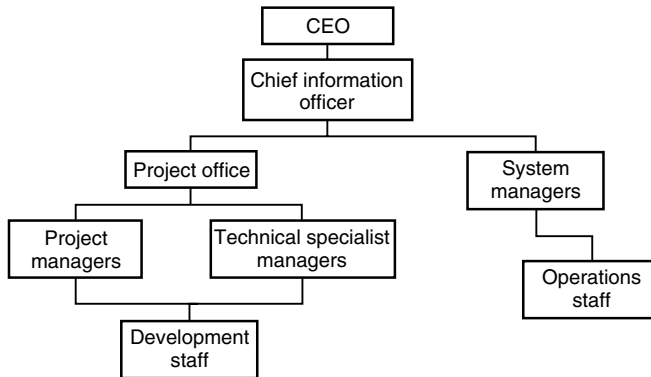 CEO
Chief information
officer
Project office
System
managers
Project
managers
Technical specialist
managers
Operations
staff
Development
staff